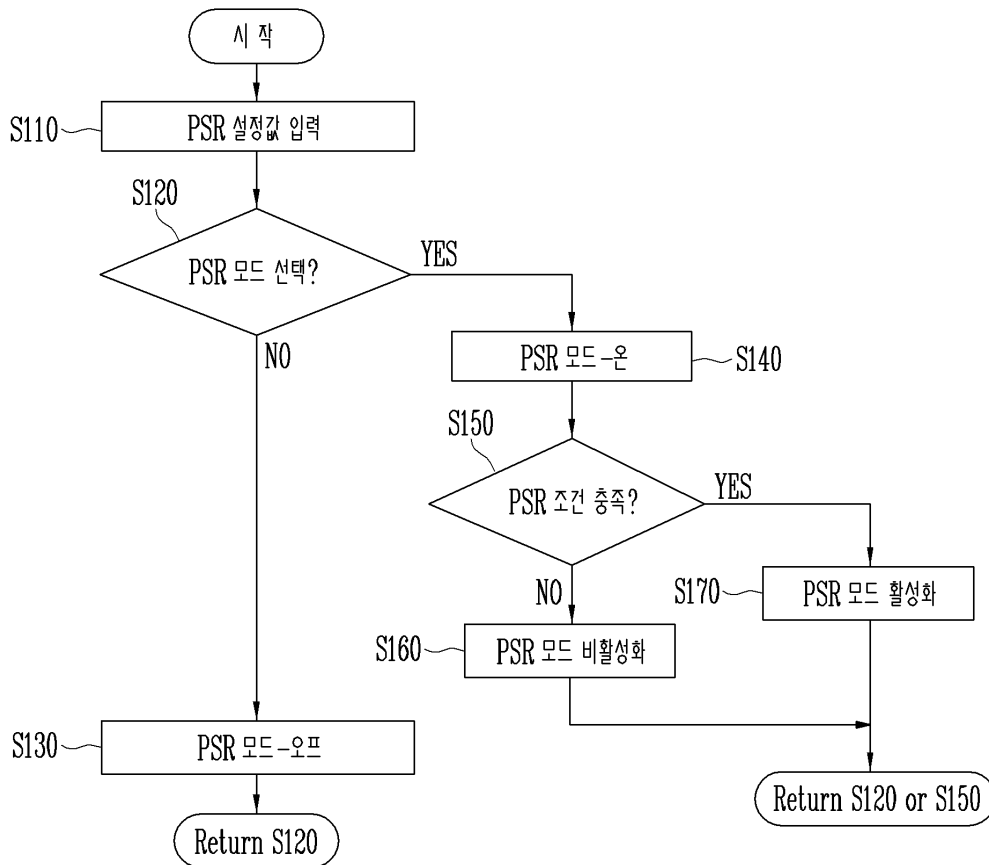 시 작
S110
PSR 설정값 입력
S120
PSR 모드 선택?
YES
NO
PSR 모드-온
S140
S150
PSR 조건 충족?
YES
NO
S170
PSR 모드 활성화
S160
PSR 모드 비활성화
S130
PSR 모드-오프
Return S120 or S150
Return S120